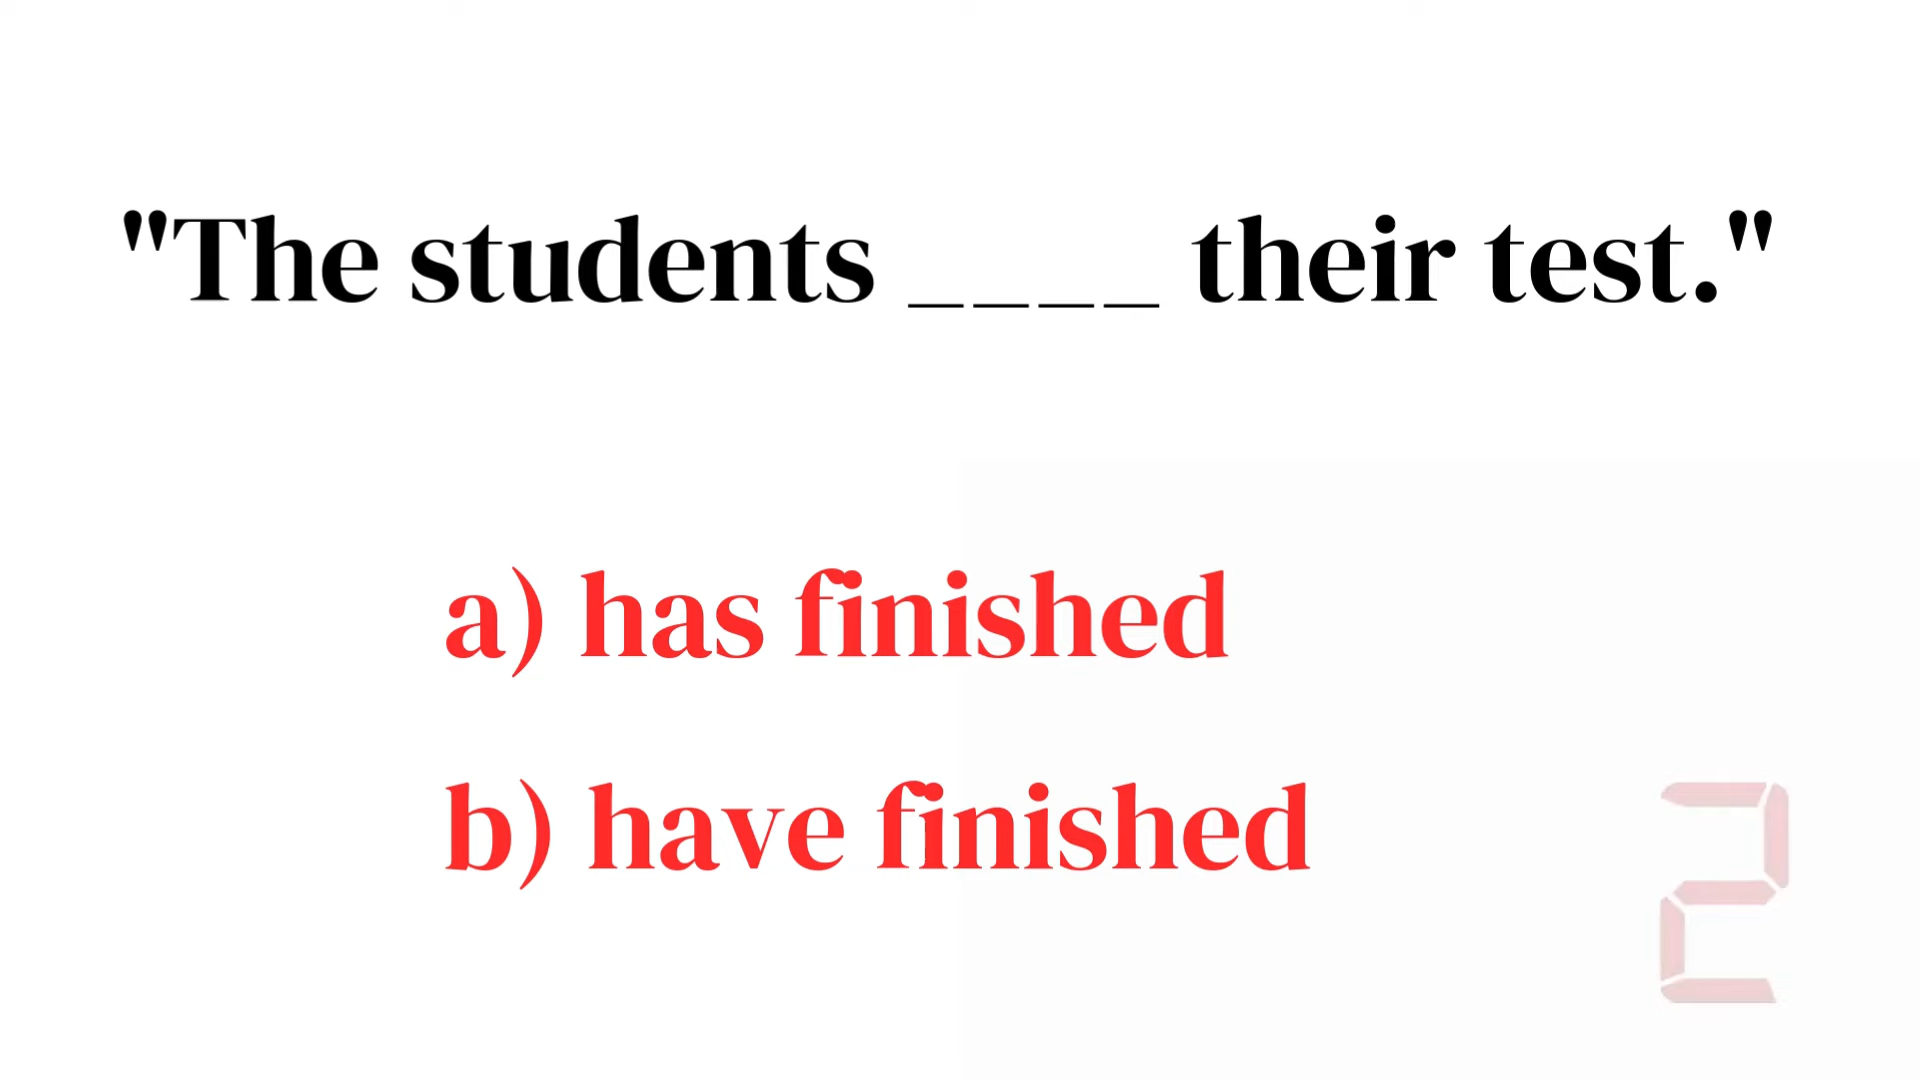 "The students ____ their test."
a) has finished
b) have finished
2